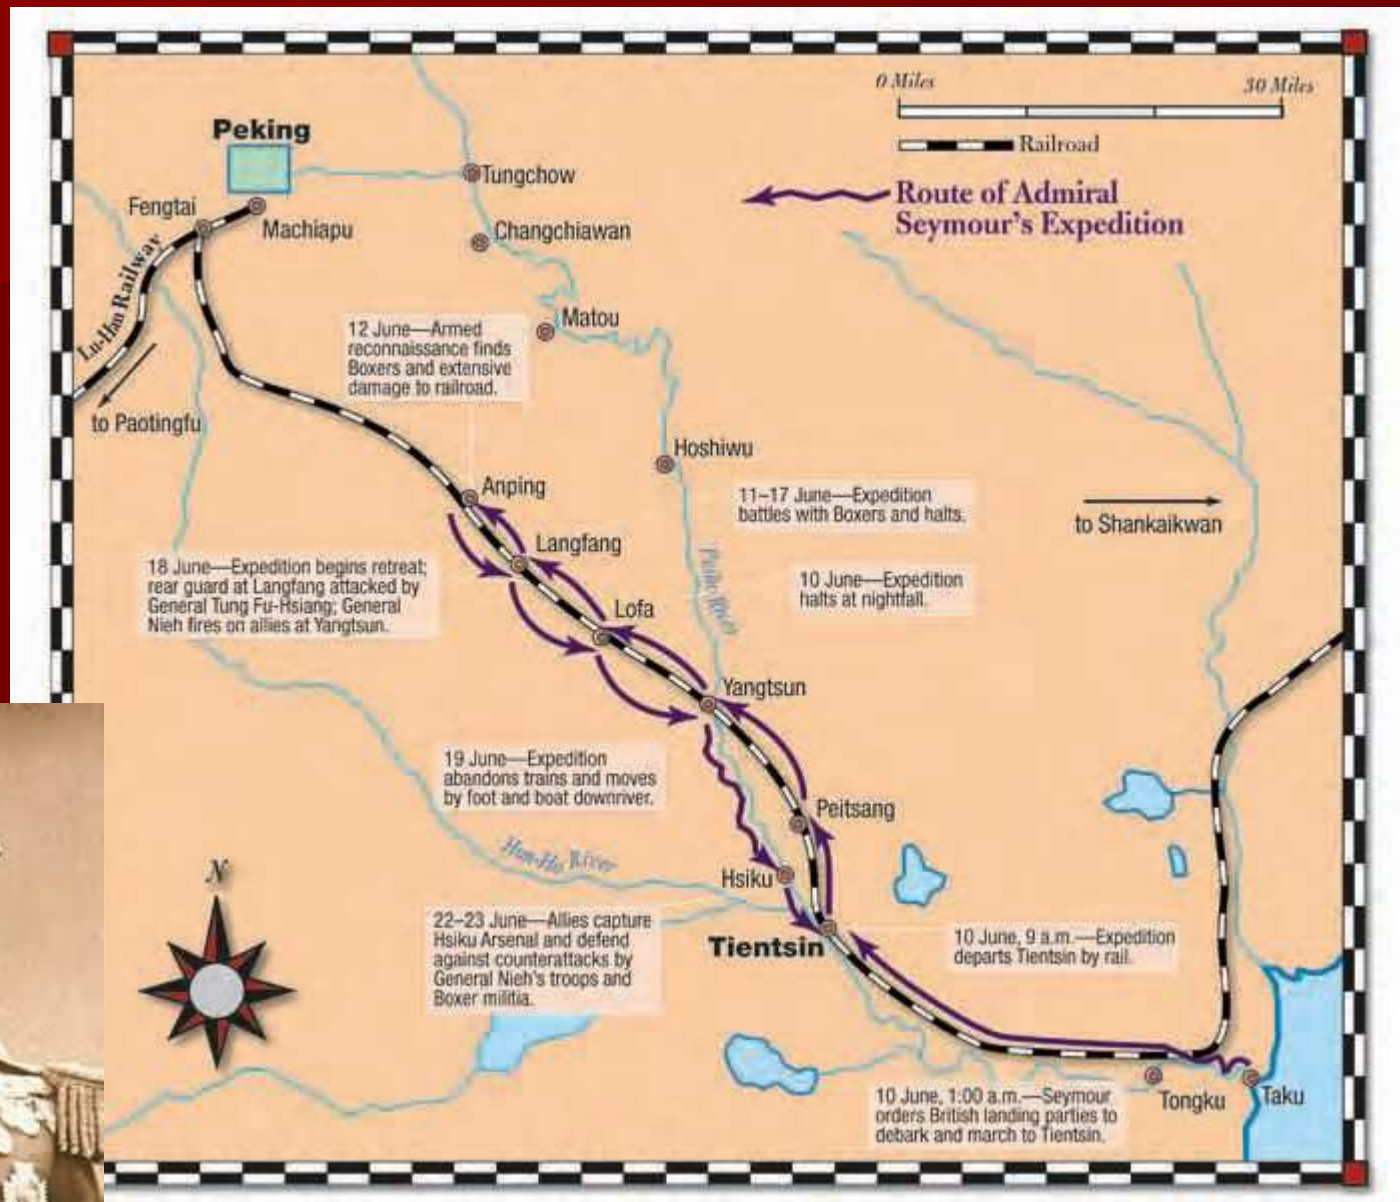 0 Miles
30 Miles
Railroad
Route of Admiral
Seymour's Expedition
Peking
Tungchow
Fengtai
Machiapu
Changchiawan
Lu-Han Railway
Matou
12 June—Armed
reconnaissance finds
Boxers and extensive
damage to railroad.
to Paotingfu
Hoshiwu
Anping
11–17 June—Expedition
battles with Boxers and halts.
to Shankaikwan
Langfang
18 June—Expedition begins retreat;
rear guard at Langfang attacked by
General Tung Fu-Hsiang; General
Nieh fires on allies at Yangtsun.
10 June—Expedition
halts at nightfall.
River
Lofa
Yangtsun
19 June—Expedition
abandons trains and moves
by foot and boat downriver.
Peitsang
Hun-Ho River
Hsiku
N
22–23 June—Allies capture
Hsiku Arsenal and defend
against counterattacks by
General Nieh's troops and
Boxer militia.
Tientsin
10 June, 9 a.m.—Expedition
departs Tientsin by rail.
10 June, 1:00 a.m.—Seymour
orders British landing parties to
debark and march to Tientsin.
Tongku
Taku